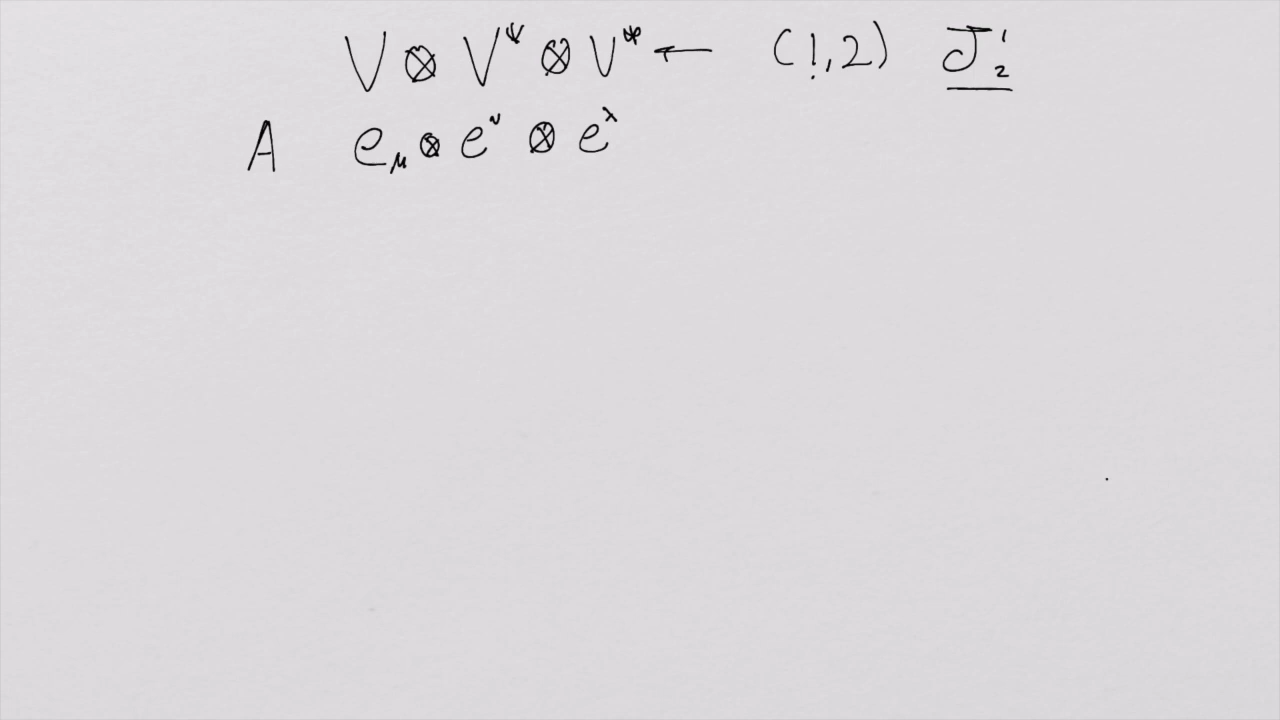 V ⊗ V* ⊗ V* ← (1,2) 𝒯¹₂
A e_μ ⊗ e^ν ⊗ e^λ